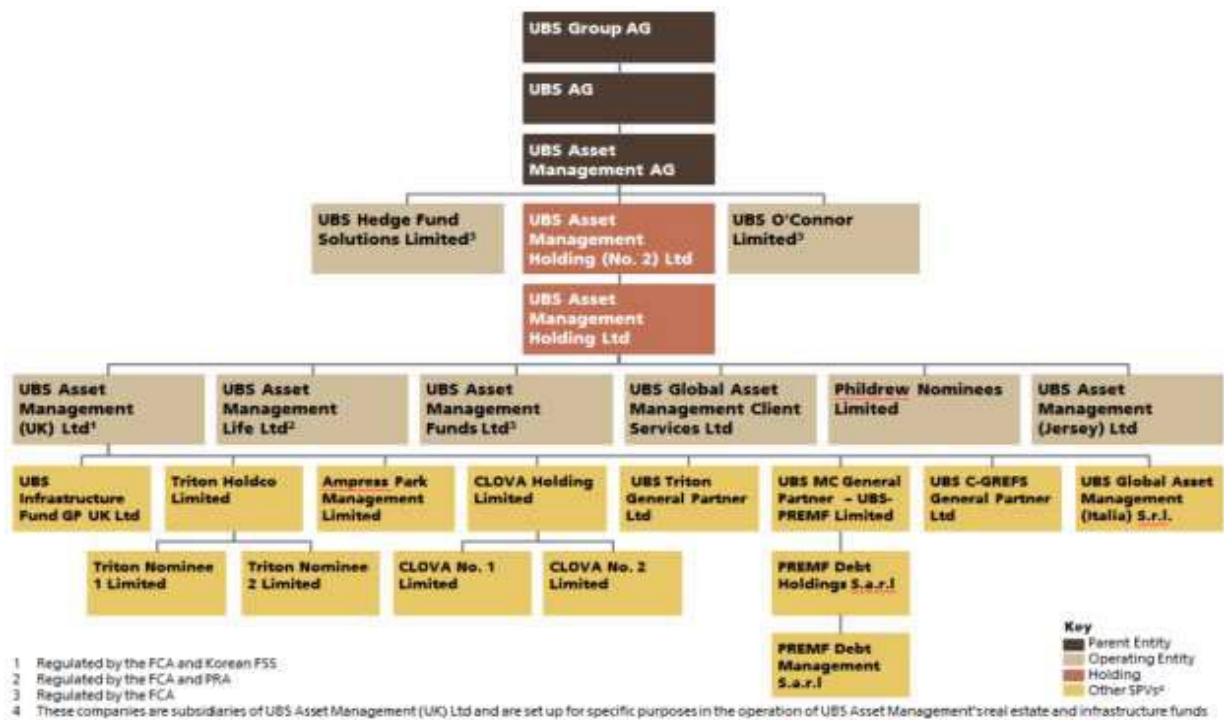 UBS Group AG
UBS AG
UBS Asset
Management AG
UBS Hedge Fund
Solutions Limited³
UBS Asset
Management
Holding (No. 2) Ltd
UBS O'Connor
Limited³
UBS Asset
Management
Holding Ltd
UBS Asset
Management
(UK) Ltd¹
UBS Asset
Management
Life Ltd²
UBS Asset
Management
Funds Ltd³
UBS Global Asset
Management Client
Services Ltd
Phildrew Nominees
Limited
UBS Asset
Management
(Jersey) Ltd
UBS
Infrastructure
Fund GP UK Ltd
Triton Holdco
Limited
Ampress Park
Management
Limited
CLOVA Holding
Limited
UBS Triton
General Partner
Ltd
UBS MC General
Partner – UBS-
PREMF Limited
UBS C-GREFS
General Partner
Ltd
UBS Global Asset
Management
(Italia) S.r.l.
Triton Nominee
1 Limited
Triton Nominee
2 Limited
CLOVA No. 1
Limited
CLOVA No. 2
Limited
PREMF Debt
Holdings S.a.r.l
PREMF Debt
Management
S.a.r.l
Key
Parent Entity
Operating Entity
Holding
Other SPVs⁴
1 Regulated by the FCA and Korean FSS
2 Regulated by the FCA and PRA
3 Regulated by the FCA
4 These companies are subsidiaries of UBS Asset Management (UK) Ltd and are set up for specific purposes in the operation of UBS Asset Management's real estate and infrastructure funds